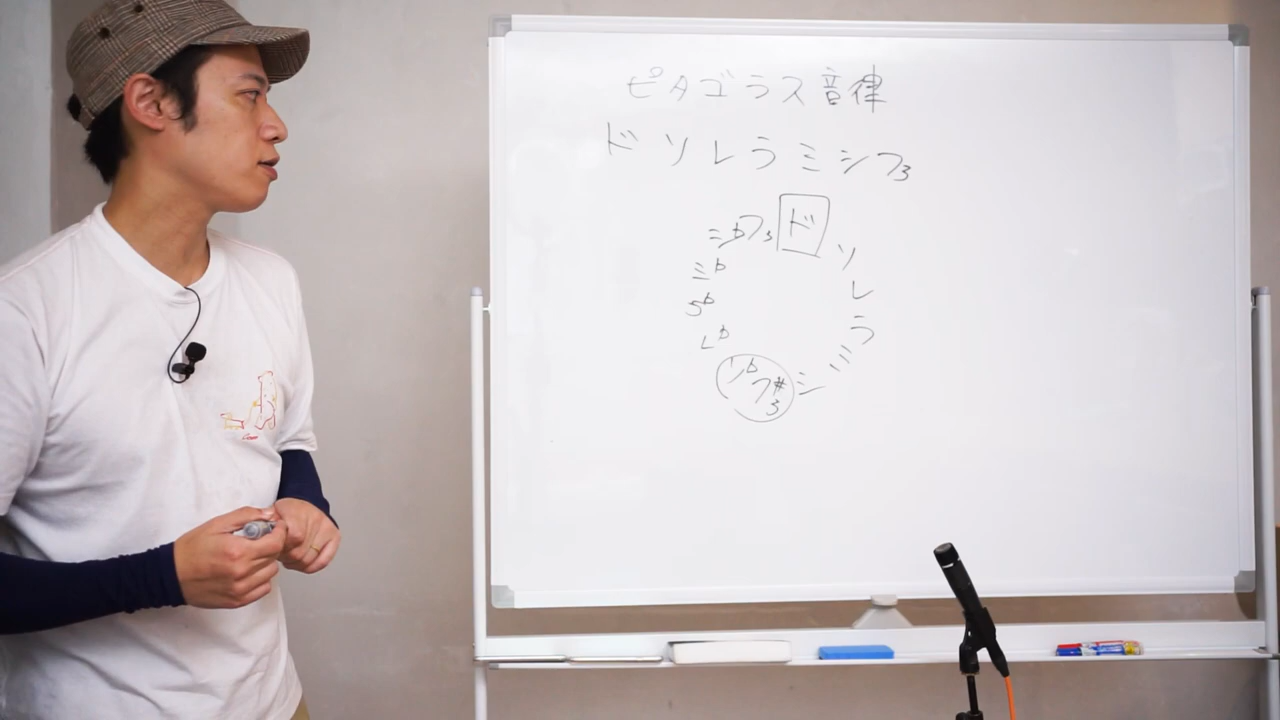 ピタゴラス音律
ド ソ レ ラ ミ シ ファ
シ♭ ファ ド ソ
ミ♭ レ
ラ♭ ラ
レ♭ ミ
ソ♭ ファ# シ